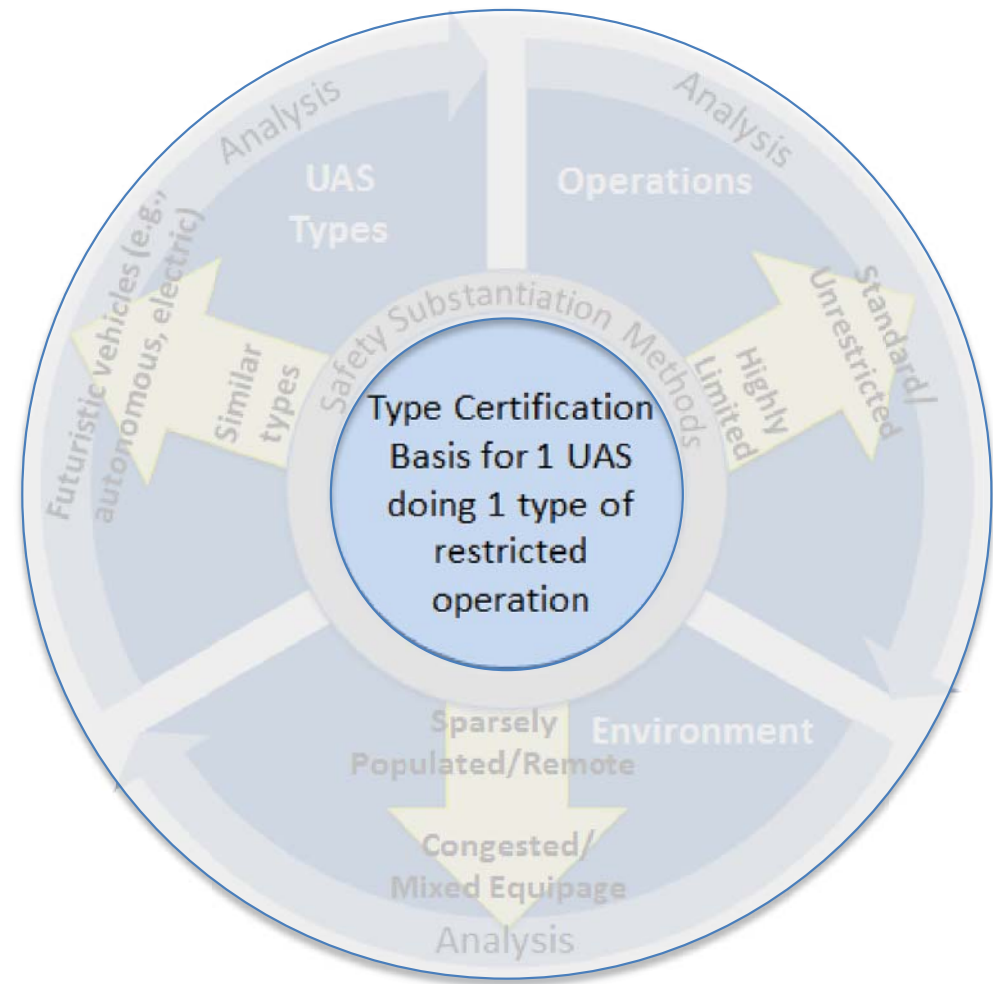 Analysis
Analysis
UAS
Types
Operations
Futuristic vehicles (e.g.,
autonomous, electric)
Similar
types
Safety Substantiation Methods
Highly
Limited
Standard/
Unrestricted
Type Certification
Basis for 1 UAS
doing 1 type of
restricted
operation
Sparsely
Populated/Remote
Environment
Congested/
Mixed Equipage
Analysis